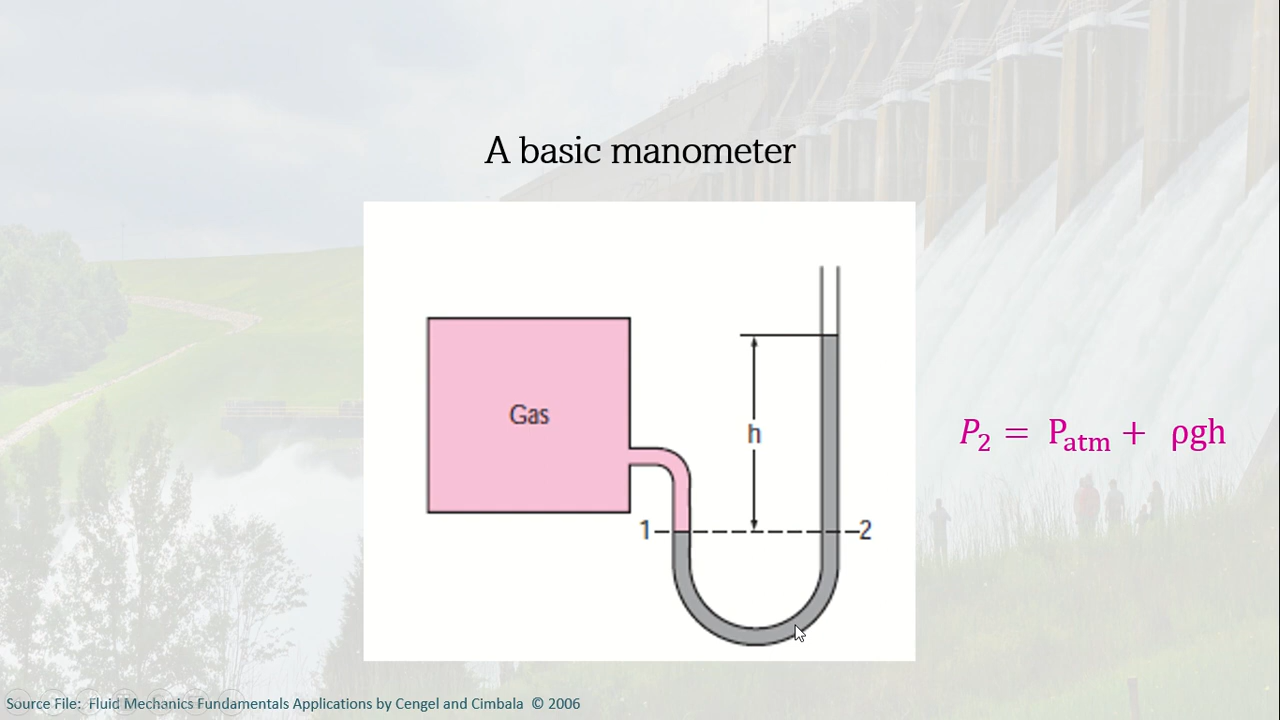 A basic manometer
Gas
h
1
2
P₂ = Pₐₜₘ + ρgh
Source File: Fluid Mechanics Fundamentals Applications by Cengel and Cimbala © 2006